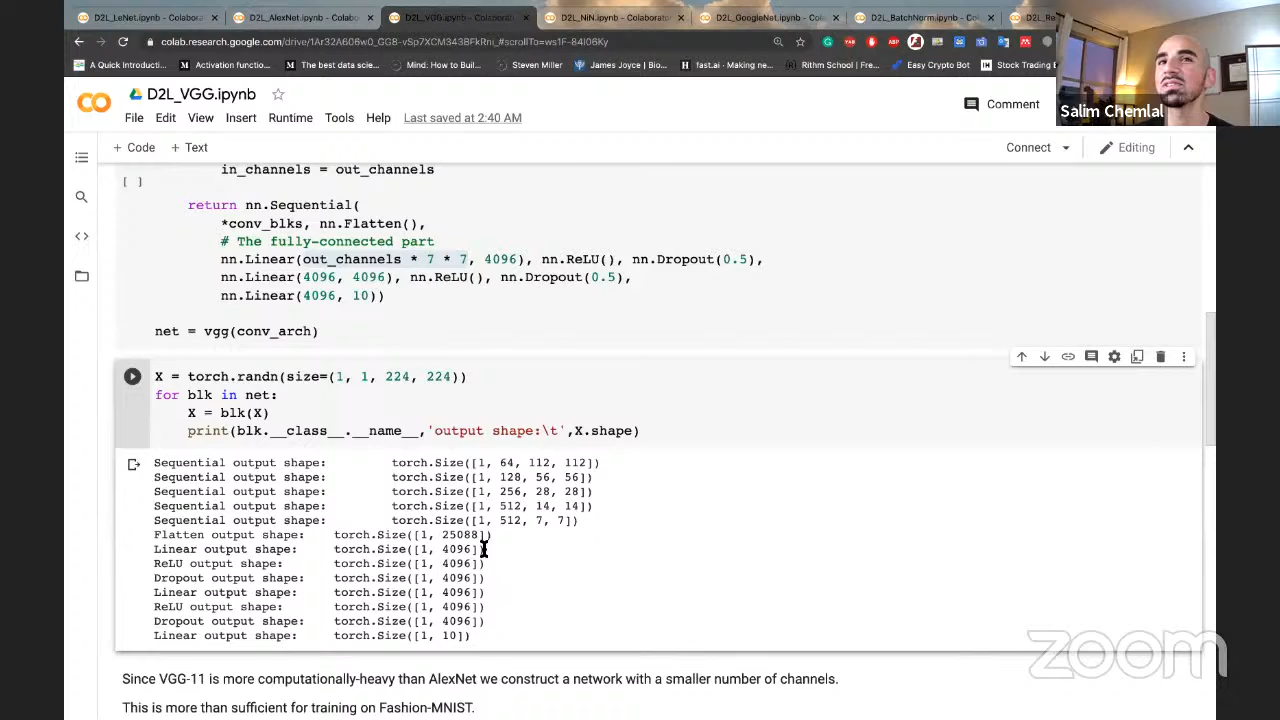 D2L_LeNet.ipynb - Colaborato
D2L_AlexNet.ipynb - Colabo
D2L_VGG.ipynb - Colaborat
D2L_NiN.ipynb - Colaborator
D2L_GoogleNet.ipynb - Cola
D2L_BatchNorm.ipynb - Co
D2L_Re
colab.research.google.com/drive/1Ar32A606w0_GG8-vSp7XCM343BFkRni_#scrollTo=ws1F-84I06Ky
A Quick Introducti...
Activation functio...
The best data scie...
Mind: How to Buil...
Steven Miller
James Joyce | Bio...
fast.ai · Making ne...
Rithm School | Fre...
Easy Crypto Bot
Stock Trading
Salim Chemlal
D2L_VGG.ipynb
Comment
File Edit View Insert Runtime Tools Help Last saved at 2:40 AM
+ Code + Text
Connect
Editing
in_channels = out_channels
[ ]
return nn.Sequential(
*conv_blks, nn.Flatten(),
# The fully-connected part
nn.Linear(out_channels * 7 * 7, 4096), nn.ReLU(), nn.Dropout(0.5),
nn.Linear(4096, 4096), nn.ReLU(), nn.Dropout(0.5),
nn.Linear(4096, 10))
net = vgg(conv_arch)
X = torch.randn(size=(1, 1, 224, 224))
for blk in net:
X = blk(X)
print(blk.__class__.__name__,'output shape:\t',X.shape)
Sequential output shape: torch.Size([1, 64, 112, 112])
Sequential output shape: torch.Size([1, 128, 56, 56])
Sequential output shape: torch.Size([1, 256, 28, 28])
Sequential output shape: torch.Size([1, 512, 14, 14])
Sequential output shape: torch.Size([1, 512, 7, 7])
Flatten output shape: torch.Size([1, 25088])
Linear output shape: torch.Size([1, 4096])
ReLU output shape: torch.Size([1, 4096])
Dropout output shape: torch.Size([1, 4096])
Linear output shape: torch.Size([1, 4096])
ReLU output shape: torch.Size([1, 4096])
Dropout output shape: torch.Size([1, 4096])
Linear output shape: torch.Size([1, 10])
zoom
Since VGG-11 is more computationally-heavy than AlexNet we construct a network with a smaller number of channels.
This is more than sufficient for training on Fashion-MNIST.